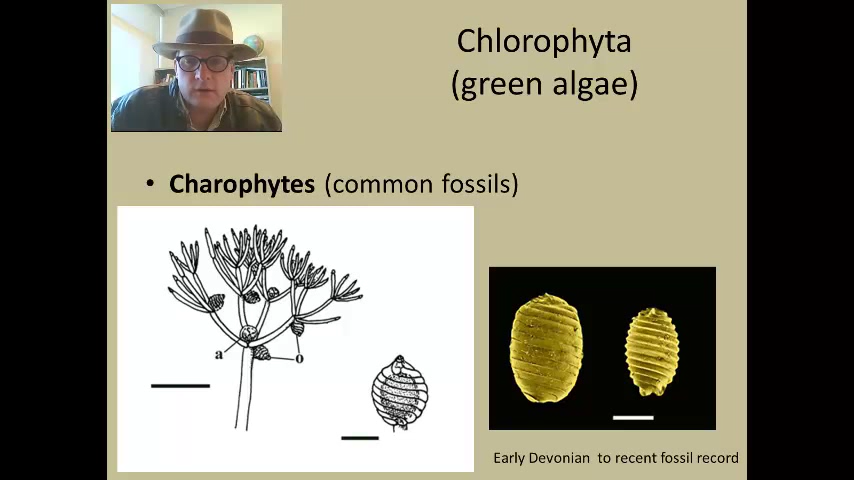 Chlorophyta
(green algae)
• Charophytes (common fossils)
a
o
Early Devonian to recent fossil record